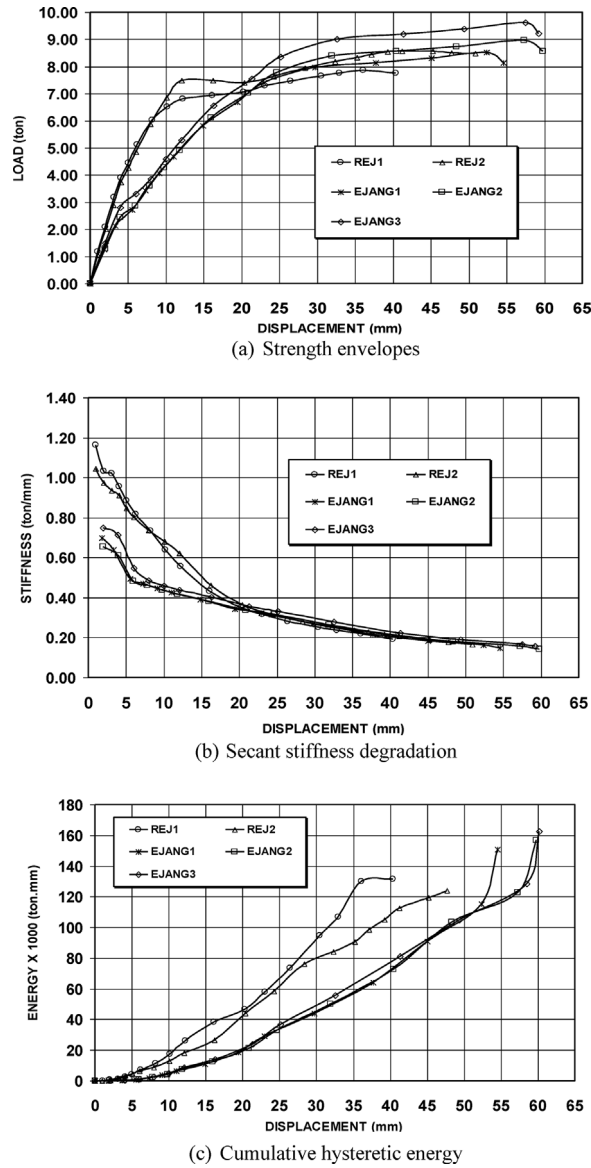 10.00
9.00
8.00
7.00
6.00
5.00
4.00
3.00
2.00
1.00
0.00
LOAD (ton)
REJ1 REJ2
EJANG1 EJANG2
EJANG3
0 5 10 15 20 25 30 35 40 45 50 55 60 65
DISPLACEMENT (mm)
(a) Strength envelopes
1.40
1.20
1.00
0.80
0.60
0.40
0.20
0.00
STIFFNESS (ton/mm)
REJ1 REJ2
EJANG1 EJANG2
EJANG3
0 5 10 15 20 25 30 35 40 45 50 55 60 65
DISPLACEMENT (mm)
(b) Secant stiffness degradation
180
160
140
120
100
80
60
40
20
0
ENERGY X 1000 (ton.mm)
REJ1 REJ2
EJANG1 EJANG2
EJANG3
0 5 10 15 20 25 30 35 40 45 50 55 60 65
DISPLACEMENT (mm)
(c) Cumulative hysteretic energy